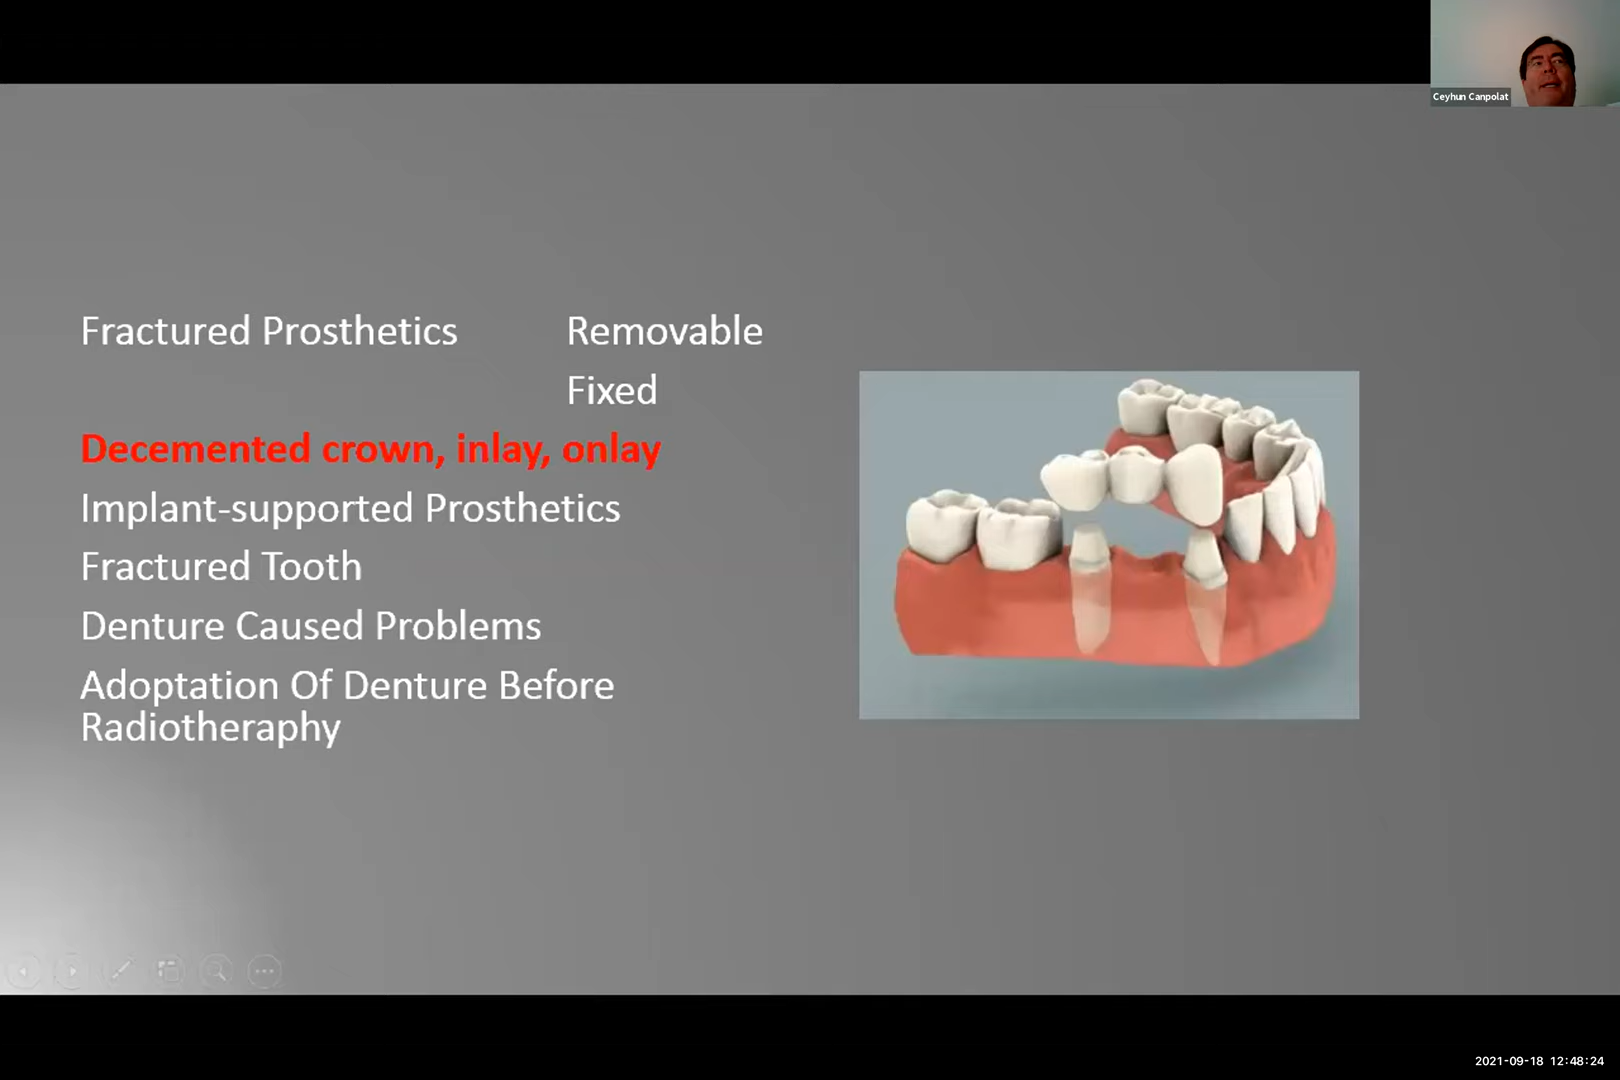 Ceyhun Canpolat
Fractured Prosthetics Removable
Fixed
Decemented crown, inlay, onlay
Implant-supported Prosthetics
Fractured Tooth
Denture Caused Problems
Adoptation Of Denture Before
Radiotheraphy
2021-09-18 12:48:24